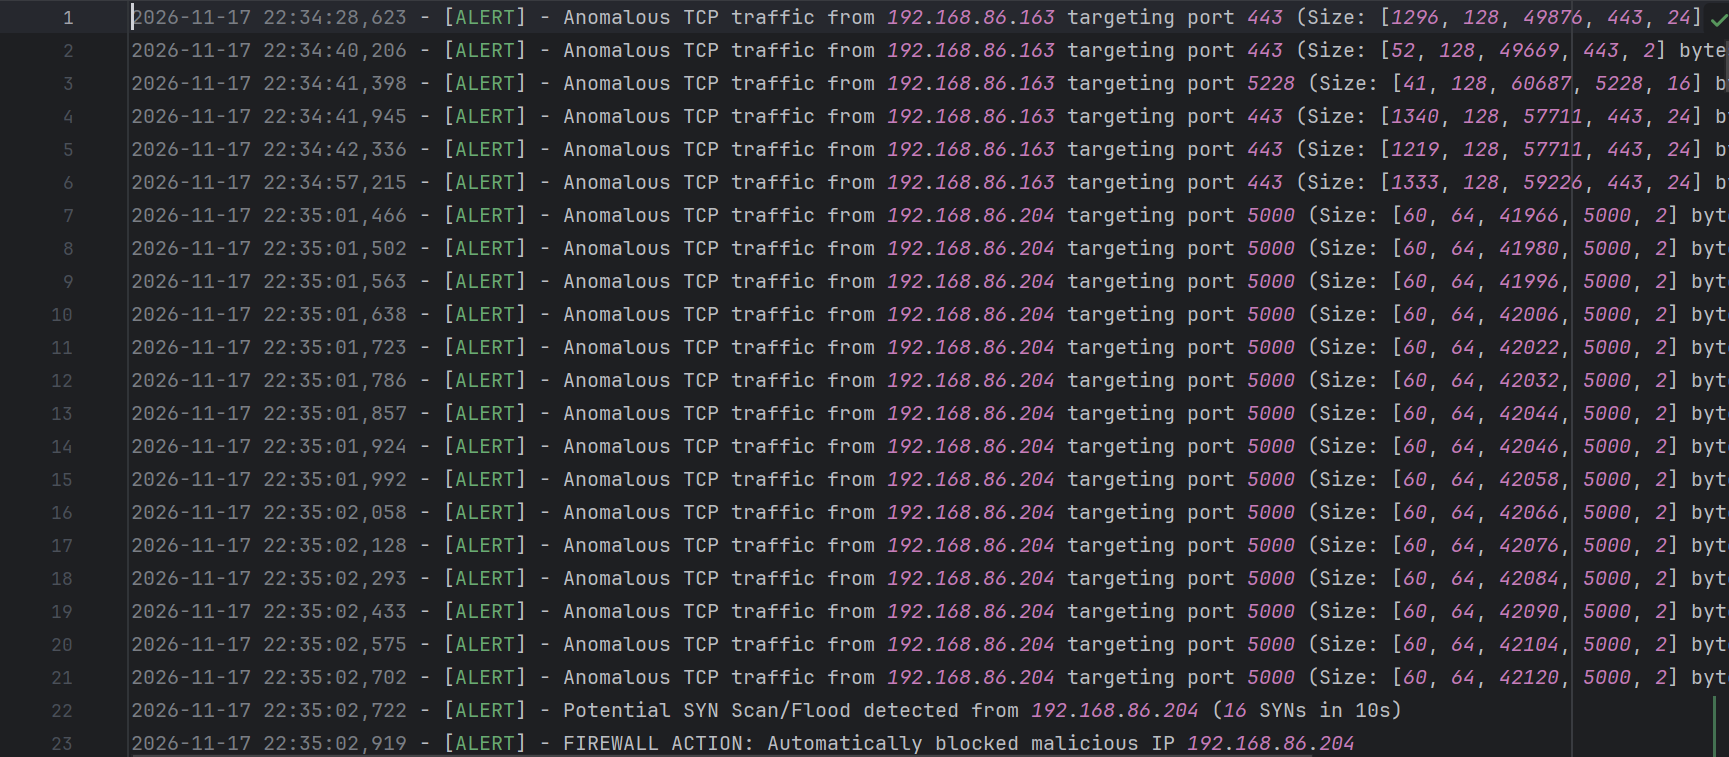 1 2026-11-17 22:34:28,623 - [ALERT] - Anomalous TCP traffic from 192.168.86.163 targeting port 443 (Size: [1296, 128, 49876, 443, 24]
2 2026-11-17 22:34:40,206 - [ALERT] - Anomalous TCP traffic from 192.168.86.163 targeting port 443 (Size: [52, 128, 49669, 443, 2] byte
3 2026-11-17 22:34:41,398 - [ALERT] - Anomalous TCP traffic from 192.168.86.163 targeting port 5228 (Size: [41, 128, 60687, 5228, 16] b
4 2026-11-17 22:34:41,945 - [ALERT] - Anomalous TCP traffic from 192.168.86.163 targeting port 443 (Size: [1340, 128, 57711, 443, 24] b
5 2026-11-17 22:34:42,336 - [ALERT] - Anomalous TCP traffic from 192.168.86.163 targeting port 443 (Size: [1219, 128, 57711, 443, 24] b
6 2026-11-17 22:34:57,215 - [ALERT] - Anomalous TCP traffic from 192.168.86.163 targeting port 443 (Size: [1333, 128, 59226, 443, 24] b
7 2026-11-17 22:35:01,466 - [ALERT] - Anomalous TCP traffic from 192.168.86.204 targeting port 5000 (Size: [60, 64, 41966, 5000, 2] byt
8 2026-11-17 22:35:01,502 - [ALERT] - Anomalous TCP traffic from 192.168.86.204 targeting port 5000 (Size: [60, 64, 41980, 5000, 2] byt
9 2026-11-17 22:35:01,563 - [ALERT] - Anomalous TCP traffic from 192.168.86.204 targeting port 5000 (Size: [60, 64, 41996, 5000, 2] byt
10 2026-11-17 22:35:01,638 - [ALERT] - Anomalous TCP traffic from 192.168.86.204 targeting port 5000 (Size: [60, 64, 42006, 5000, 2] byt
11 2026-11-17 22:35:01,723 - [ALERT] - Anomalous TCP traffic from 192.168.86.204 targeting port 5000 (Size: [60, 64, 42022, 5000, 2] byt
12 2026-11-17 22:35:01,786 - [ALERT] - Anomalous TCP traffic from 192.168.86.204 targeting port 5000 (Size: [60, 64, 42032, 5000, 2] byt
13 2026-11-17 22:35:01,857 - [ALERT] - Anomalous TCP traffic from 192.168.86.204 targeting port 5000 (Size: [60, 64, 42044, 5000, 2] byt
14 2026-11-17 22:35:01,924 - [ALERT] - Anomalous TCP traffic from 192.168.86.204 targeting port 5000 (Size: [60, 64, 42046, 5000, 2] byt
15 2026-11-17 22:35:01,992 - [ALERT] - Anomalous TCP traffic from 192.168.86.204 targeting port 5000 (Size: [60, 64, 42058, 5000, 2] byt
16 2026-11-17 22:35:02,058 - [ALERT] - Anomalous TCP traffic from 192.168.86.204 targeting port 5000 (Size: [60, 64, 42066, 5000, 2] byt
17 2026-11-17 22:35:02,128 - [ALERT] - Anomalous TCP traffic from 192.168.86.204 targeting port 5000 (Size: [60, 64, 42076, 5000, 2] byt
18 2026-11-17 22:35:02,293 - [ALERT] - Anomalous TCP traffic from 192.168.86.204 targeting port 5000 (Size: [60, 64, 42084, 5000, 2] byt
19 2026-11-17 22:35:02,433 - [ALERT] - Anomalous TCP traffic from 192.168.86.204 targeting port 5000 (Size: [60, 64, 42090, 5000, 2] byt
20 2026-11-17 22:35:02,575 - [ALERT] - Anomalous TCP traffic from 192.168.86.204 targeting port 5000 (Size: [60, 64, 42104, 5000, 2] byt
21 2026-11-17 22:35:02,702 - [ALERT] - Anomalous TCP traffic from 192.168.86.204 targeting port 5000 (Size: [60, 64, 42120, 5000, 2] byt
22 2026-11-17 22:35:02,722 - [ALERT] - Potential SYN Scan/Flood detected from 192.168.86.204 (16 SYNs in 10s)
23 2026-11-17 22:35:02,919 - [ALERT] - FIREWALL ACTION: Automatically blocked malicious IP 192.168.86.204